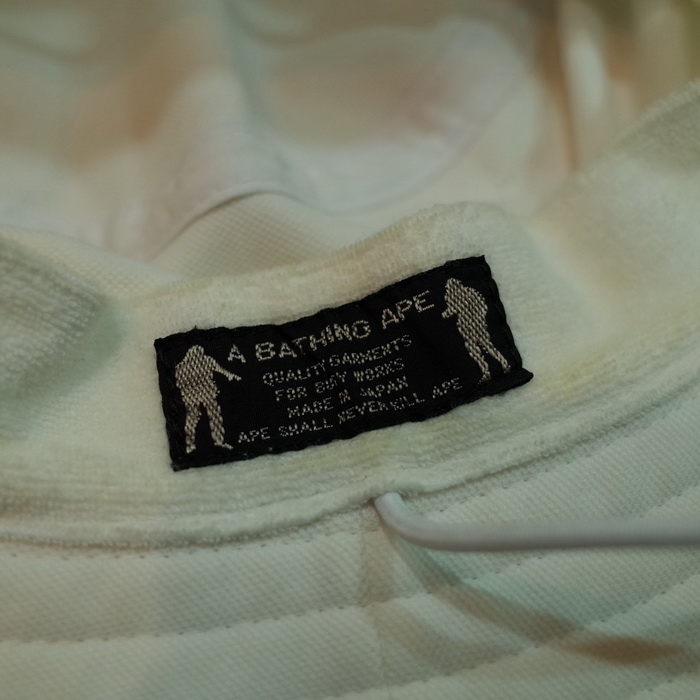 A BATHING APE
QUALITY GARMENTS
FOR BUSY WORKS
MADE IN JAPAN
APE SHALL NEVER KILL APE